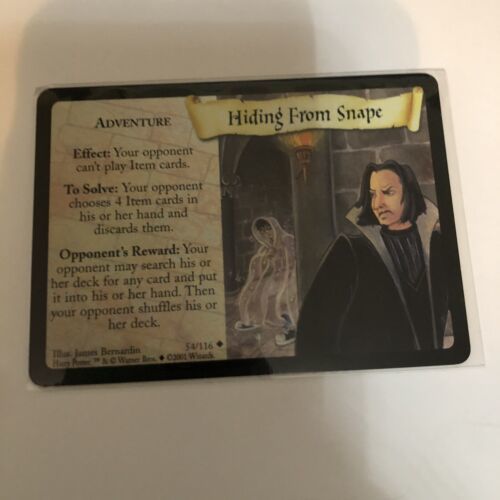 Hiding From Snape
ADVENTURE
Effect: Your opponent
can't play Item cards.
To Solve: Your opponent
chooses 4 Item cards in
his or her hand and
discards them.
Opponent's Reward: Your
opponent may search his or
her deck for any card and put
it into his or her hand. Then
your opponent shuffles his or
her deck.
Illus. James Bernardin
54/116 ◆
Harry Potter, ™ & © Warner Bros. ◆ ©2001 Wizards.